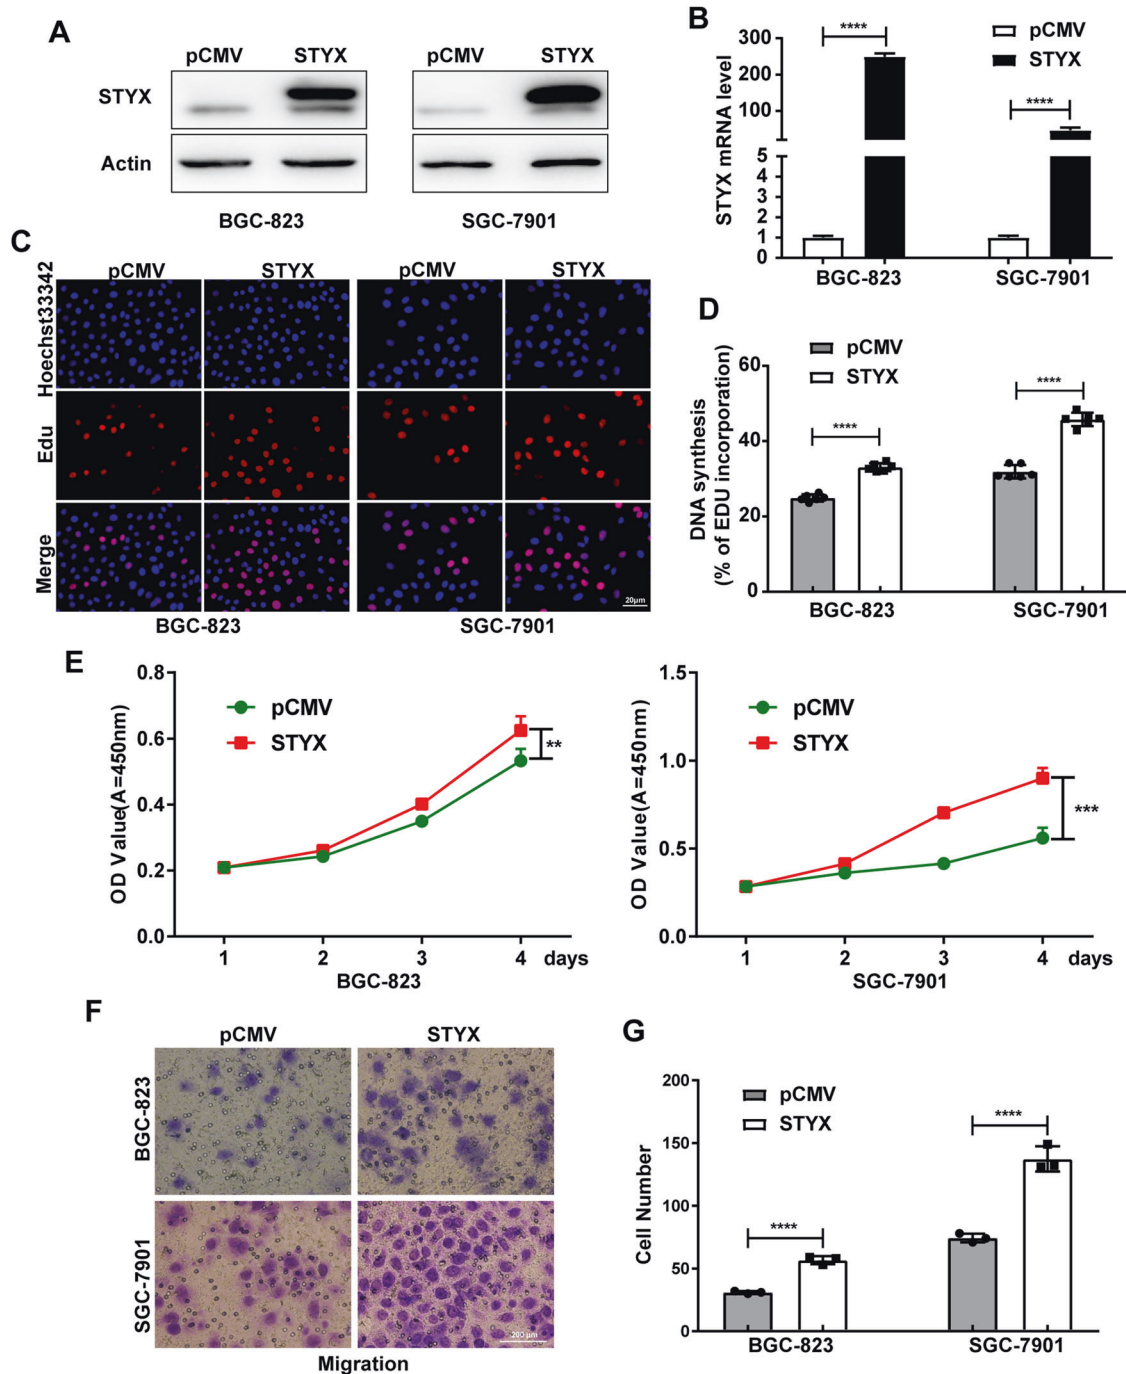 A
pCMV STYX pCMV STYX
STYX
Actin
BGC-823 SGC-7901
B
pCMV
STYX
STYX mRNA level
300
200
100
5
4
3
2
1
0
**** ****
BGC-823 SGC-7901
C
pCMV STYX pCMV STYX
Hoechst33342
Edu
Merge
20μm
BGC-823 SGC-7901
D
pCMV
STYX
DNA synthesis
(% of EDU incorporation)
60
40
20
0
**** ****
BGC-823 SGC-7901
E
OD Value(A=450nm)
0.8
0.6
0.4
0.2
0.0
pCMV
STYX
**
1 2 3 4 days
BGC-823
OD Value(A=450nm)
1.5
1.0
0.5
0.0
pCMV
STYX
***
1 2 3 4 days
SGC-7901
F
pCMV STYX
BGC-823
SGC-7901
200 μm
Migration
G
pCMV
STYX
Cell Number
200
150
100
50
0
**** ****
BGC-823 SGC-7901